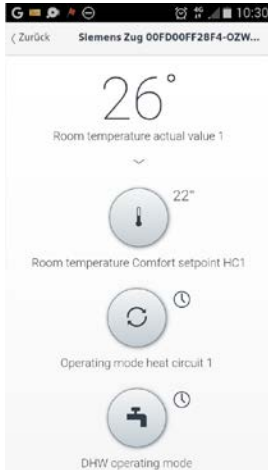 G 4G 10:30
Zurück Siemens Zug 00FD00FF28F4-OZW...
26°
Room temperature actual value 1
22°
Room temperature Comfort setpoint HC1
Operating mode heat circuit 1
DHW operating mode